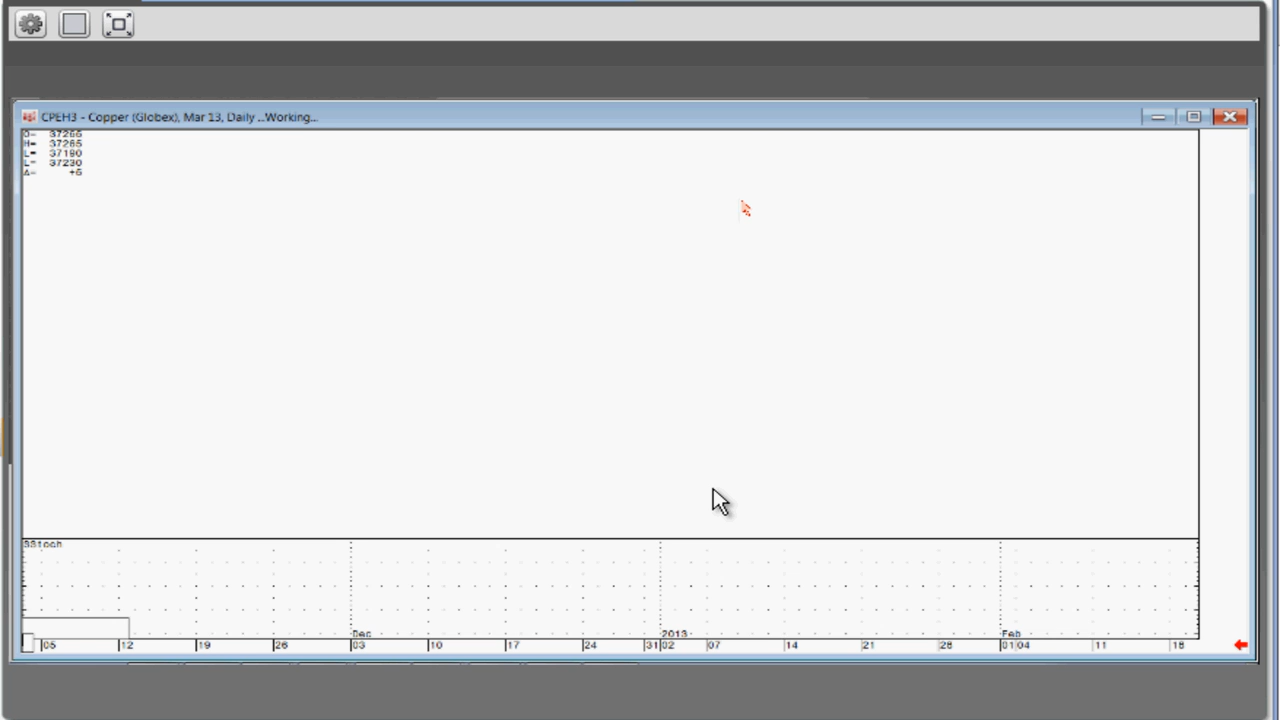 CPEH3 - Copper (Globex), Mar 13, Daily ...Working...
O= 37265
H= 37265
L= 37190
L= 37230
Δ= +5
SStoch
Dec 2013 Feb
05 12 19 26 03 10 17 24 31 02 07 14 21 28 01 04 11 18